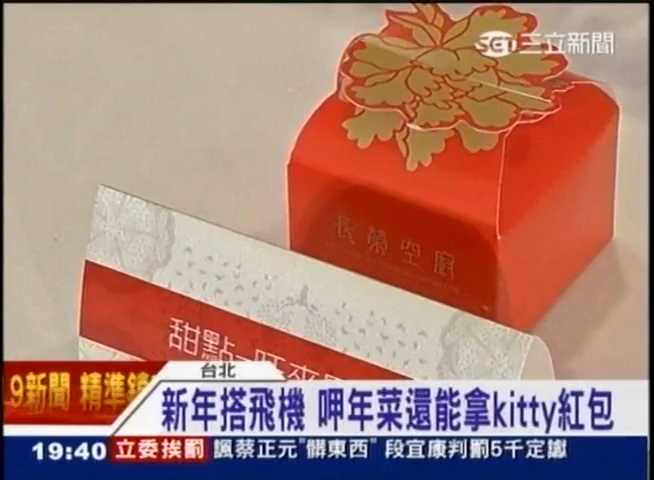 SET三立新聞
長榮空廚
甜點
台北
9新聞 精準鎖
新年搭飛機 呷年菜還能拿kitty紅包
19:40 立委挨罰 諷蔡正元"髒東西" 段宜康判罰5千定讞